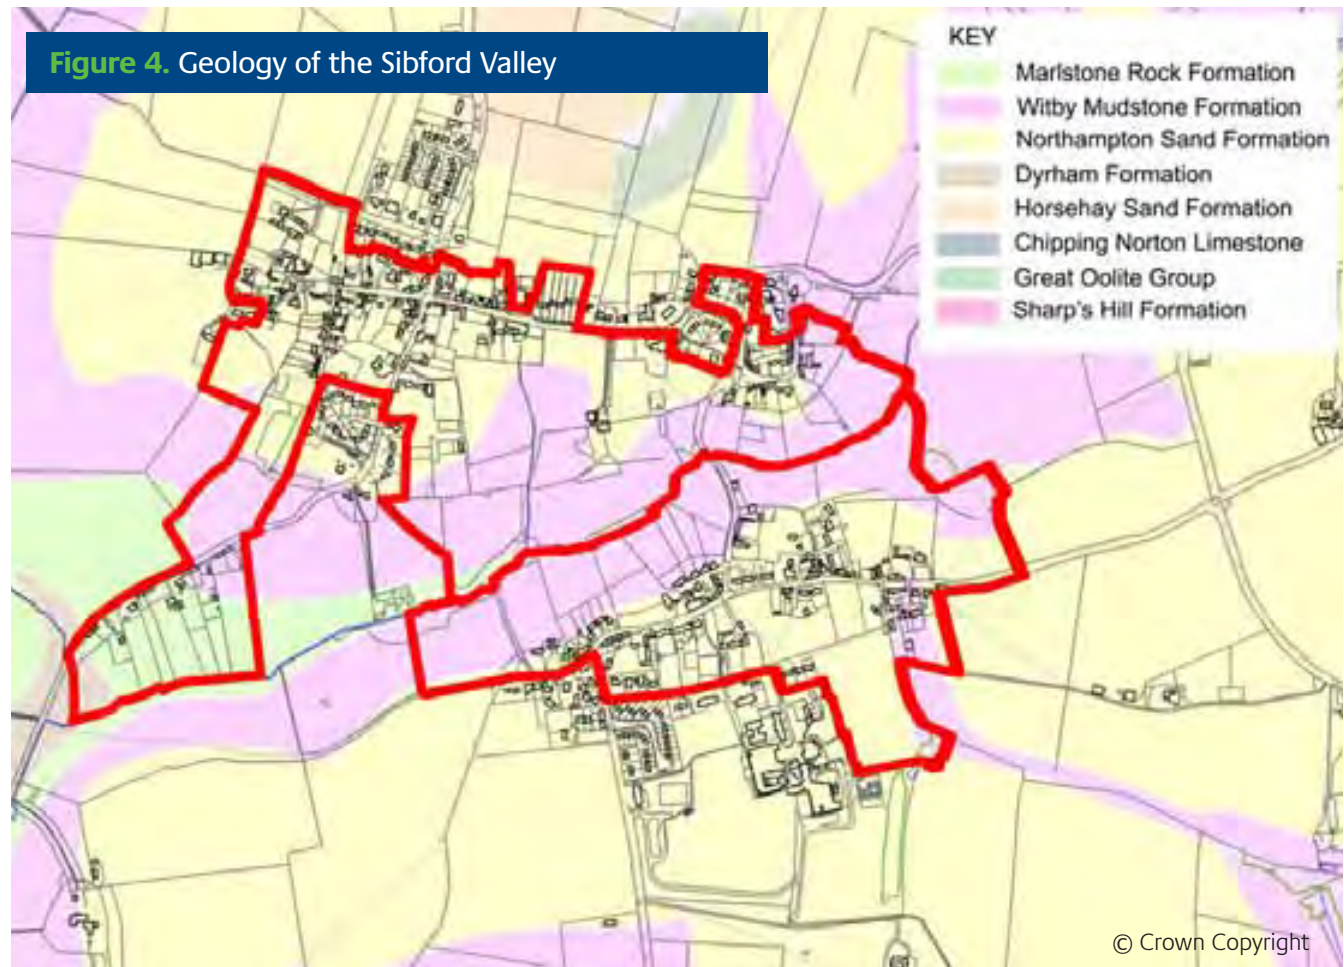 Figure 4. Geology of the Sibford Valley
KEY
Marlstone Rock Formation
Witby Mudstone Formation
Northampton Sand Formation
Dyrham Formation
Horsehay Sand Formation
Chipping Norton Limestone
Great Oolite Group
Sharp's Hill Formation
© Crown Copyright